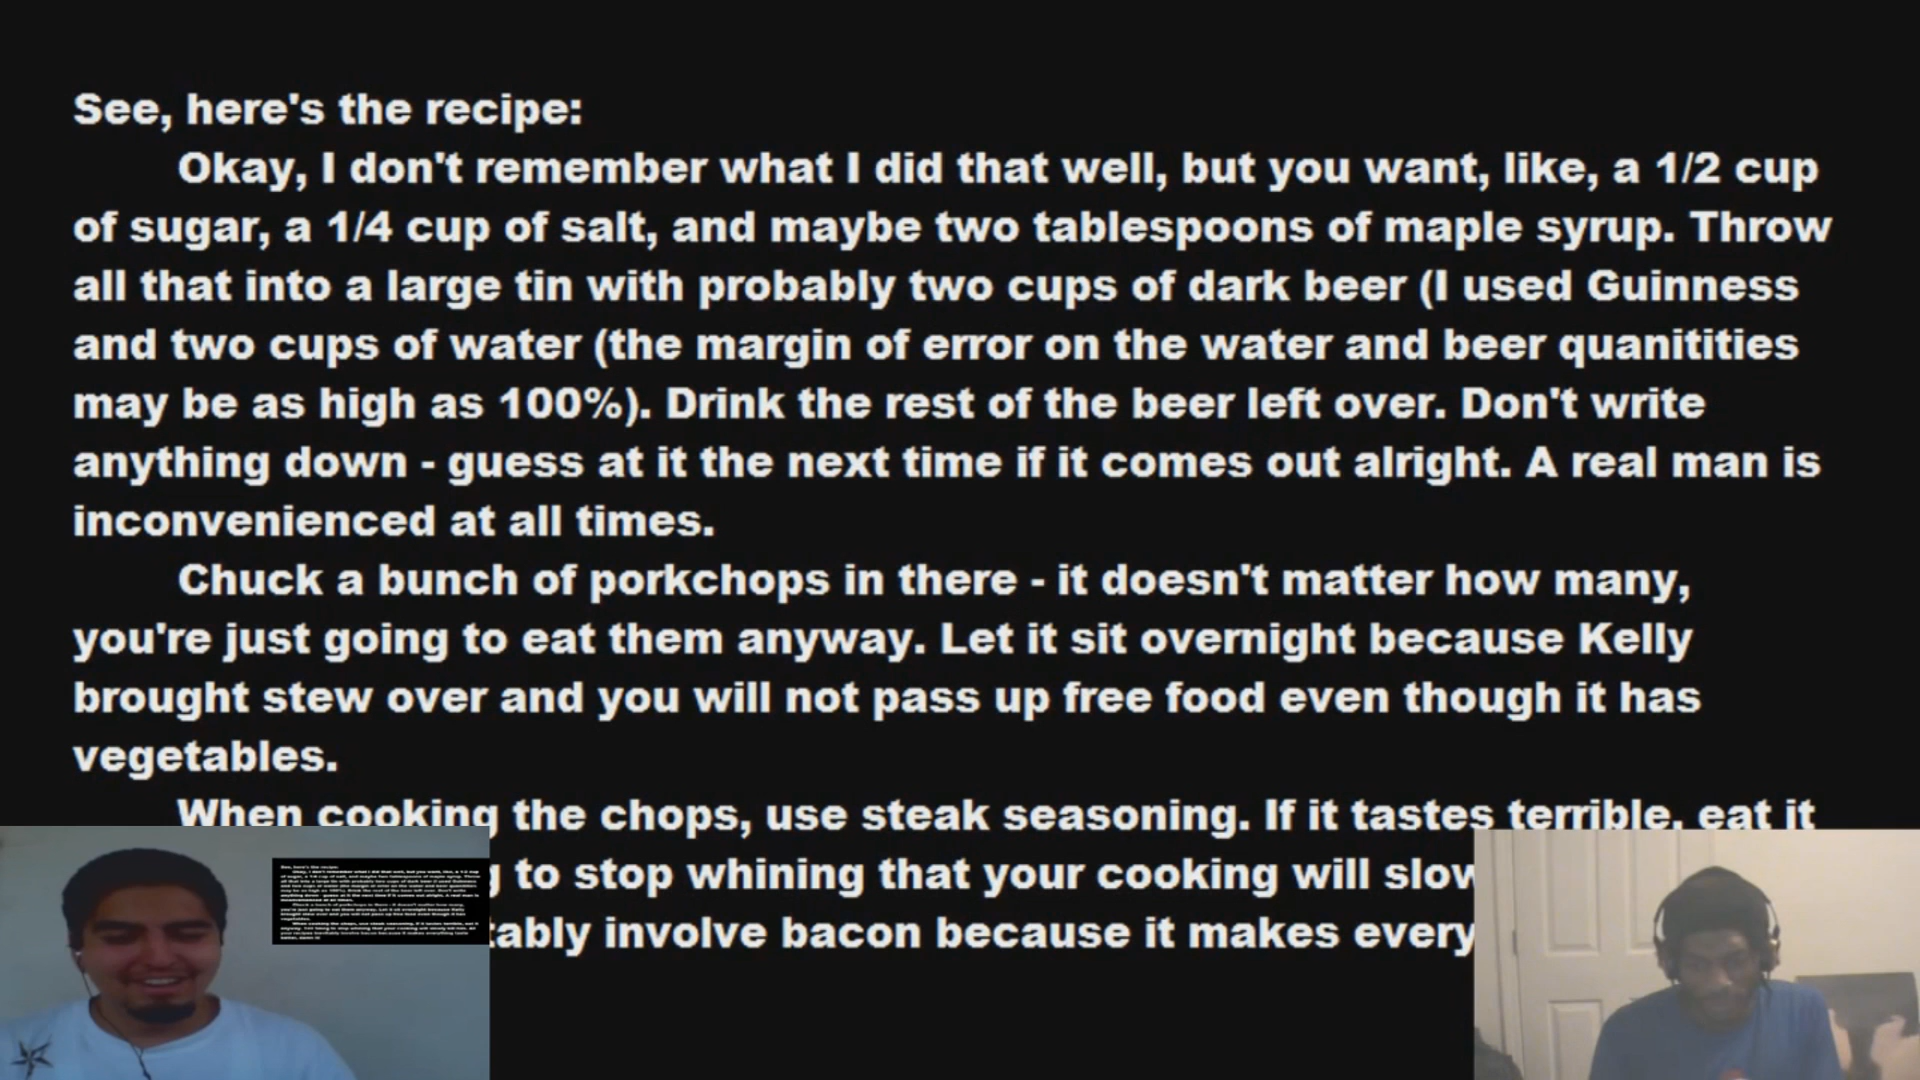 See, here's the recipe:
Okay, I don't remember what I did that well, but you want, like, a 1/2 cup
of sugar, a 1/4 cup of salt, and maybe two tablespoons of maple syrup. Throw
all that into a large tin with probably two cups of dark beer (I used Guinness
and two cups of water (the margin of error on the water and beer quanitities
may be as high as 100%). Drink the rest of the beer left over. Don't write
anything down - guess at it the next time if it comes out alright. A real man is
inconvenienced at all times.
Chuck a bunch of porkchops in there - it doesn't matter how many,
you're just going to eat them anyway. Let it sit overnight because Kelly
brought stew over and you will not pass up free food even though it has
vegetables.
When cooking the chops, use steak seasoning. If it tastes terrible, eat it
to stop whining that your cooking will slow
tably involve bacon because it makes every